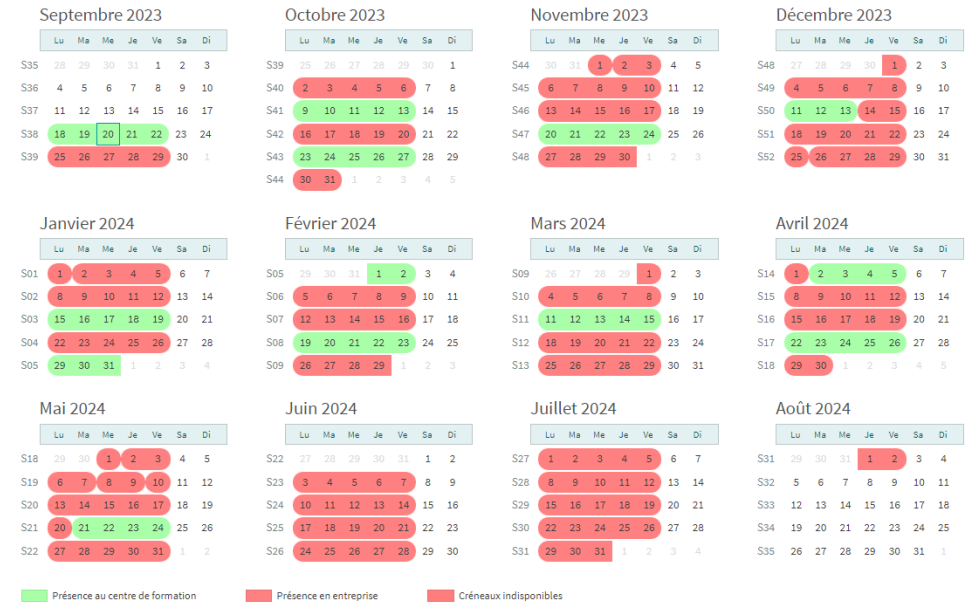 Septembre 2023 Octobre 2023 Novembre 2023 Décembre 2023
Lu Ma Me Je Ve Sa Di Lu Ma Me Je Ve Sa Di Lu Ma Me Je Ve Sa Di Lu Ma Me Je Ve Sa Di
S35 28 29 30 31 1 2 3 S39 25 26 27 28 29 30 1 S44 30 31 1 2 3 4 5 S48 27 28 29 30 1 2 3
S36 4 5 6 7 8 9 10 S40 2 3 4 5 6 7 8 S45 6 7 8 9 10 11 12 S49 4 5 6 7 8 9 10
S37 11 12 13 14 15 16 17 S41 9 10 11 12 13 14 15 S46 13 14 15 16 17 18 19 S50 11 12 13 14 15 16 17
S38 18 19 20 21 22 23 24 S42 16 17 18 19 20 21 22 S47 20 21 22 23 24 25 26 S51 18 19 20 21 22 23 24
S39 25 26 27 28 29 30 1 S43 23 24 25 26 27 28 29 S48 27 28 29 30 1 2 3 S52 25 26 27 28 29 30 31
S44 30 31 1 2 3 4 5
Janvier 2024 Février 2024 Mars 2024 Avril 2024
Lu Ma Me Je Ve Sa Di Lu Ma Me Je Ve Sa Di Lu Ma Me Je Ve Sa Di Lu Ma Me Je Ve Sa Di
S01 1 2 3 4 5 6 7 S05 29 30 31 1 2 3 4 S09 26 27 28 29 1 2 3 S14 1 2 3 4 5 6 7
S02 8 9 10 11 12 13 14 S06 5 6 7 8 9 10 11 S10 4 5 6 7 8 9 10 S15 8 9 10 11 12 13 14
S03 15 16 17 18 19 20 21 S07 12 13 14 15 16 17 18 S11 11 12 13 14 15 16 17 S16 15 16 17 18 19 20 21
S04 22 23 24 25 26 27 28 S08 19 20 21 22 23 24 25 S12 18 19 20 21 22 23 24 S17 22 23 24 25 26 27 28
S05 29 30 31 1 2 3 4 S09 26 27 28 29 1 2 3 S13 25 26 27 28 29 30 31 S18 29 30 1 2 3 4 5
Mai 2024 Juin 2024 Juillet 2024 Août 2024
Lu Ma Me Je Ve Sa Di Lu Ma Me Je Ve Sa Di Lu Ma Me Je Ve Sa Di Lu Ma Me Je Ve Sa Di
S18 29 30 1 2 3 4 5 S22 27 28 29 30 31 1 2 S27 1 2 3 4 5 6 7 S31 29 30 31 1 2 3 4
S19 6 7 8 9 10 11 12 S23 3 4 5 6 7 8 9 S28 8 9 10 11 12 13 14 S32 5 6 7 8 9 10 11
S20 13 14 15 16 17 18 19 S24 10 11 12 13 14 15 16 S29 15 16 17 18 19 20 21 S33 12 13 14 15 16 17 18
S21 20 21 22 23 24 25 26 S25 17 18 19 20 21 22 23 S30 22 23 24 25 26 27 28 S34 19 20 21 22 23 24 25
S22 27 28 29 30 31 1 2 S26 24 25 26 27 28 29 30 S31 29 30 31 1 2 3 4 S35 26 27 28 29 30 31 1
Présence au centre de formation Présence en entreprise Créneaux indisponibles